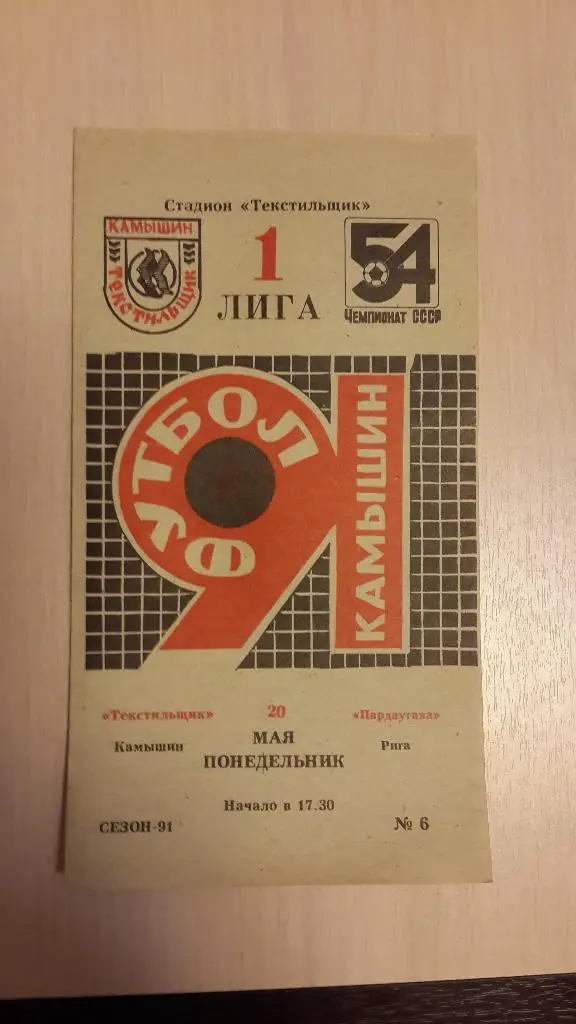 Стадион «Текстильщик»
КАМЫШИН
ТЕКСТИЛЬЩИК
1
ЛИГА
54
ЧЕМПИОНАТ СССР
ФУТБОЛ
91
КАМЫШИН
«Текстильщик» 20 «Пардаугава»
Камышин МАЯ Рига
ПОНЕДЕЛЬНИК
Начало в 17.30
СЕЗОН-91 № 6